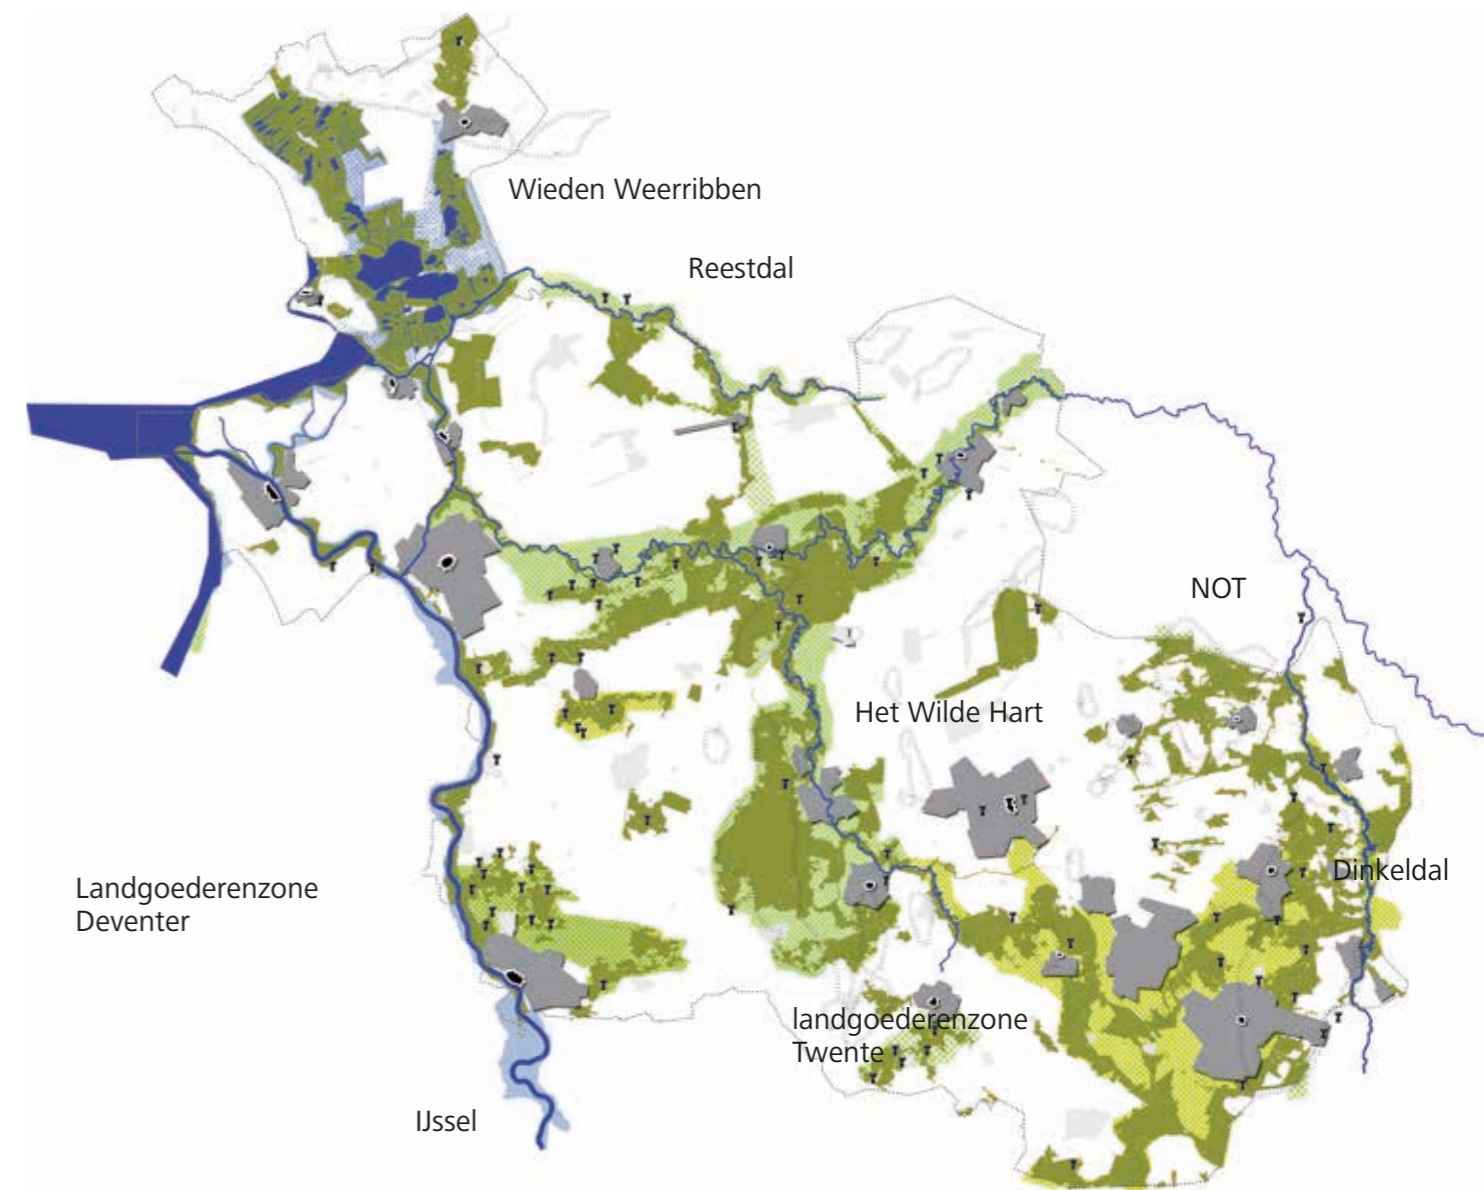 Wieden Weerribben
Reestdal
NOT
Het Wilde Hart
Dinkeldal
Landgoederenzone
Deventer
landgoederenzone
Twente
IJssel